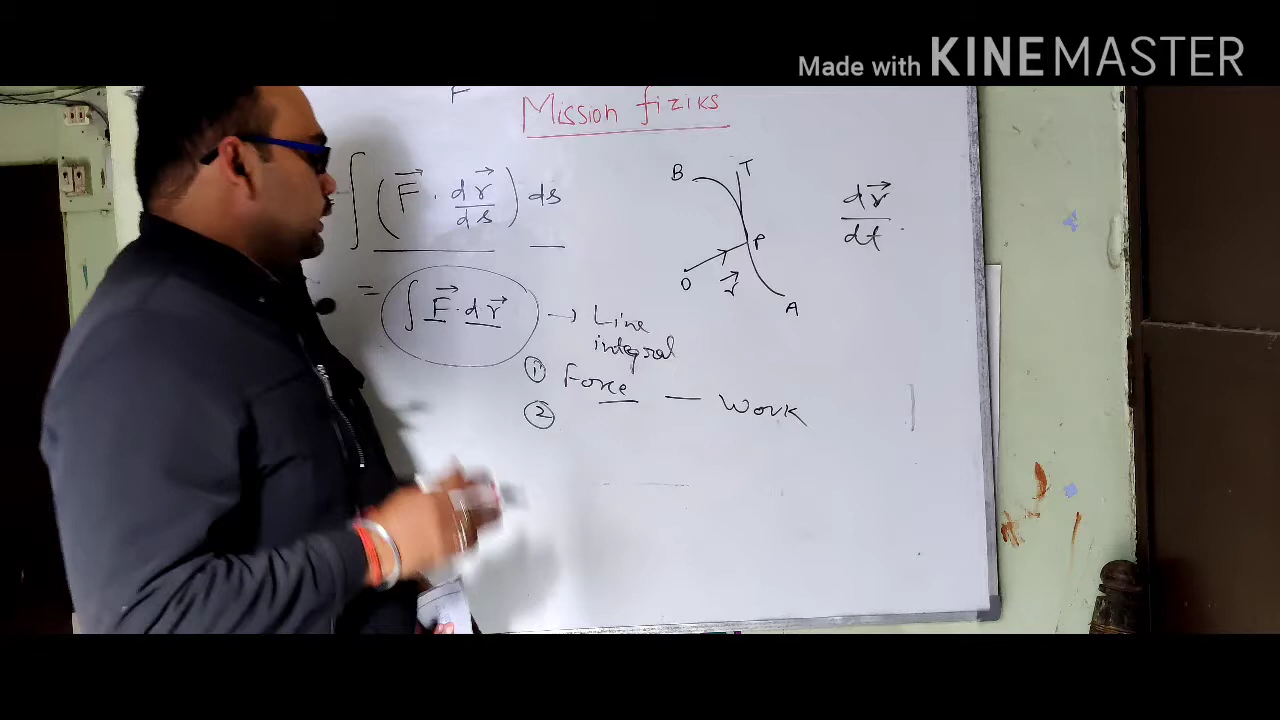 Made with KINEMASTER
F
Mission fiziks
∫ (F⃗ · dr⃗/ds) ds
= ∫ F⃗ · dr⃗ → Line
integral
① Force — Work
②
B
T
P
O
r⃗
A
dr⃗/dt